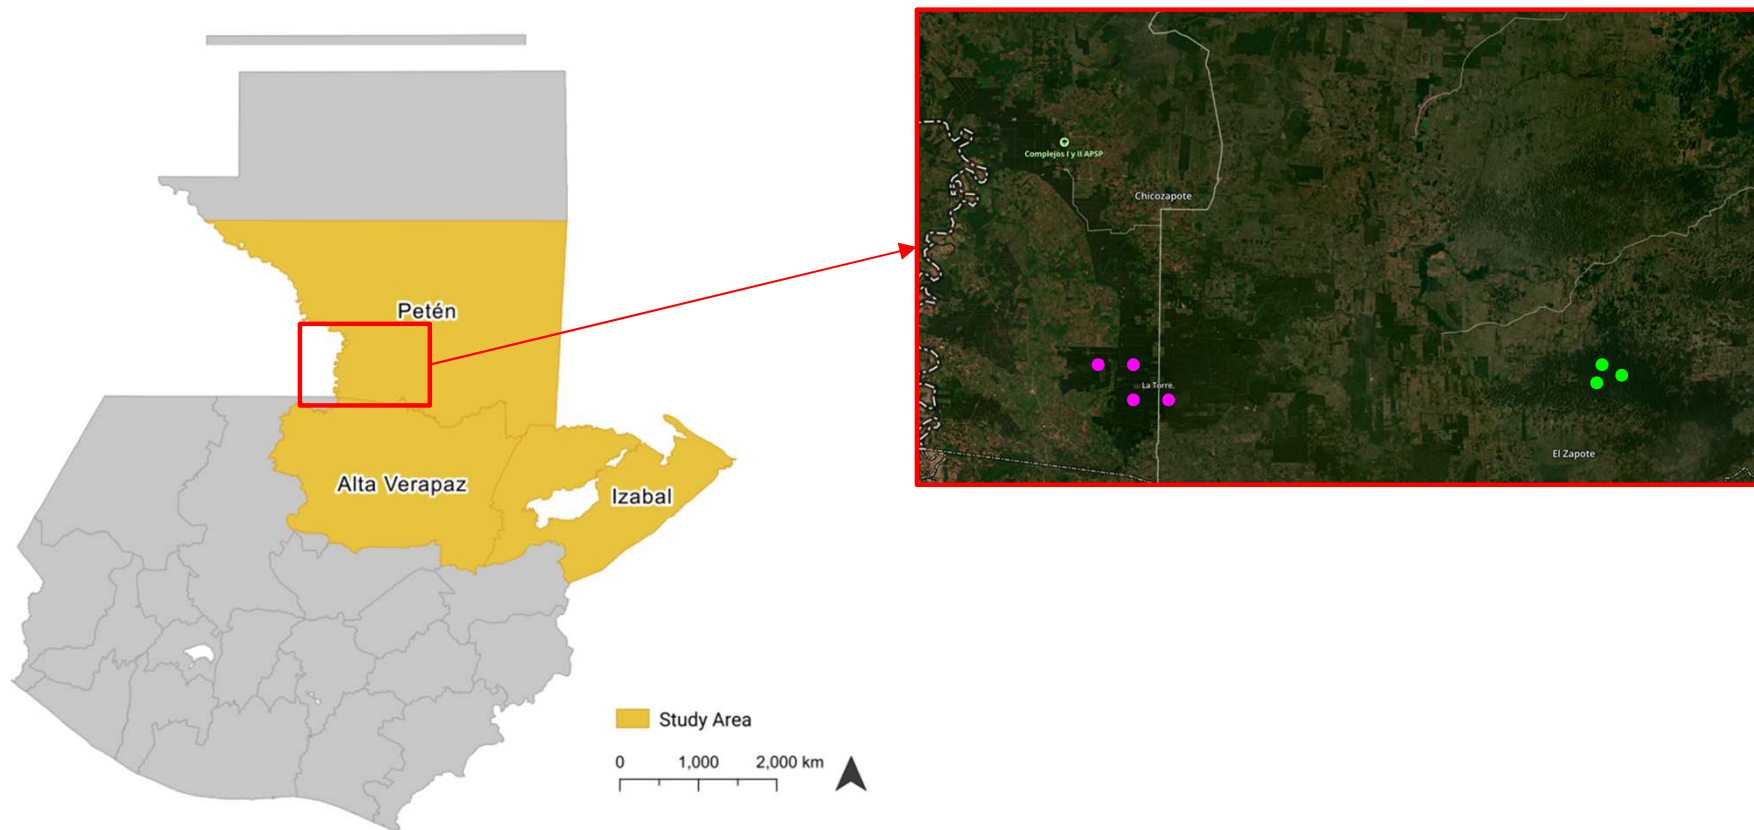 Petén
Alta Verapaz
Izabal
Study Area
0 1,000 2,000 km
Complejos I y II APSP
Chicozapote
La Torre
El Zapote